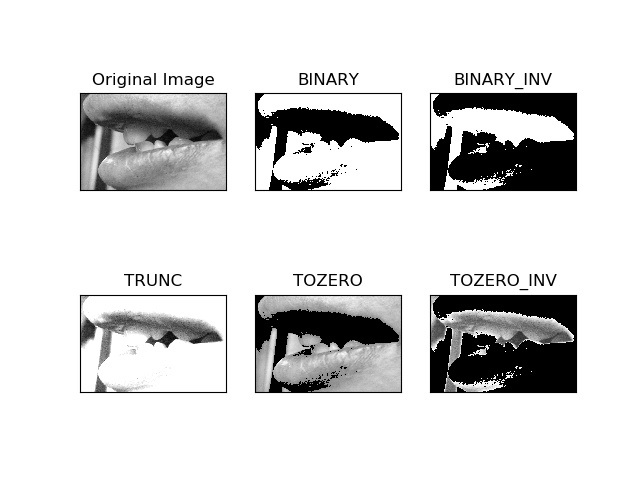 Original Image
BINARY
BINARY_INV
TRUNC
TOZERO
TOZERO_INV